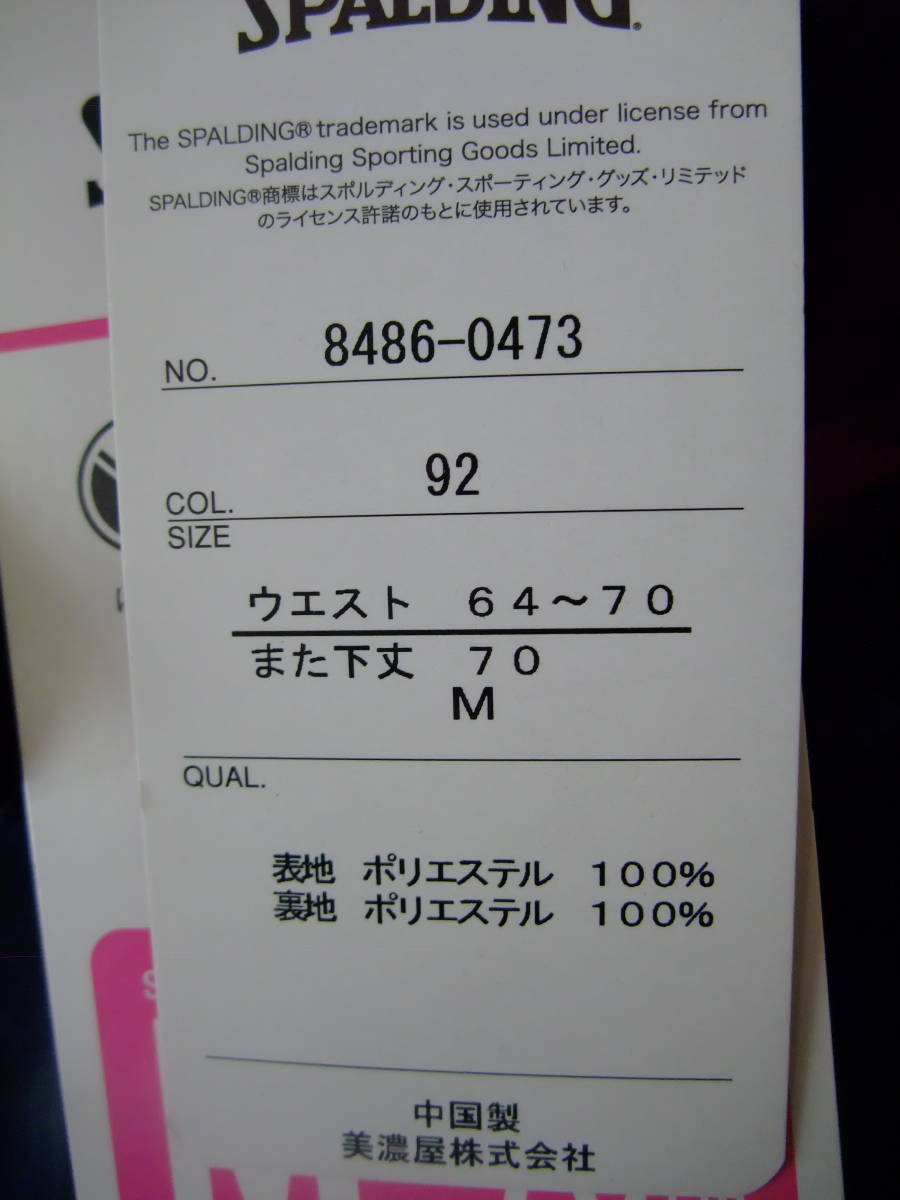 SPALDING®
The SPALDING® trademark is used under license from
Spalding Sporting Goods Limited.
SPALDING®商標はスポルディング・スポーティング・グッズ・リミテッド
のライセンス許諾のもとに使用されています。
NO. 8486-0473
COL. 92
SIZE
ウエスト 64〜70
また下丈 70
M
QUAL.
表地 ポリエステル 100%
裏地 ポリエステル 100%
中国製
美濃屋株式会社